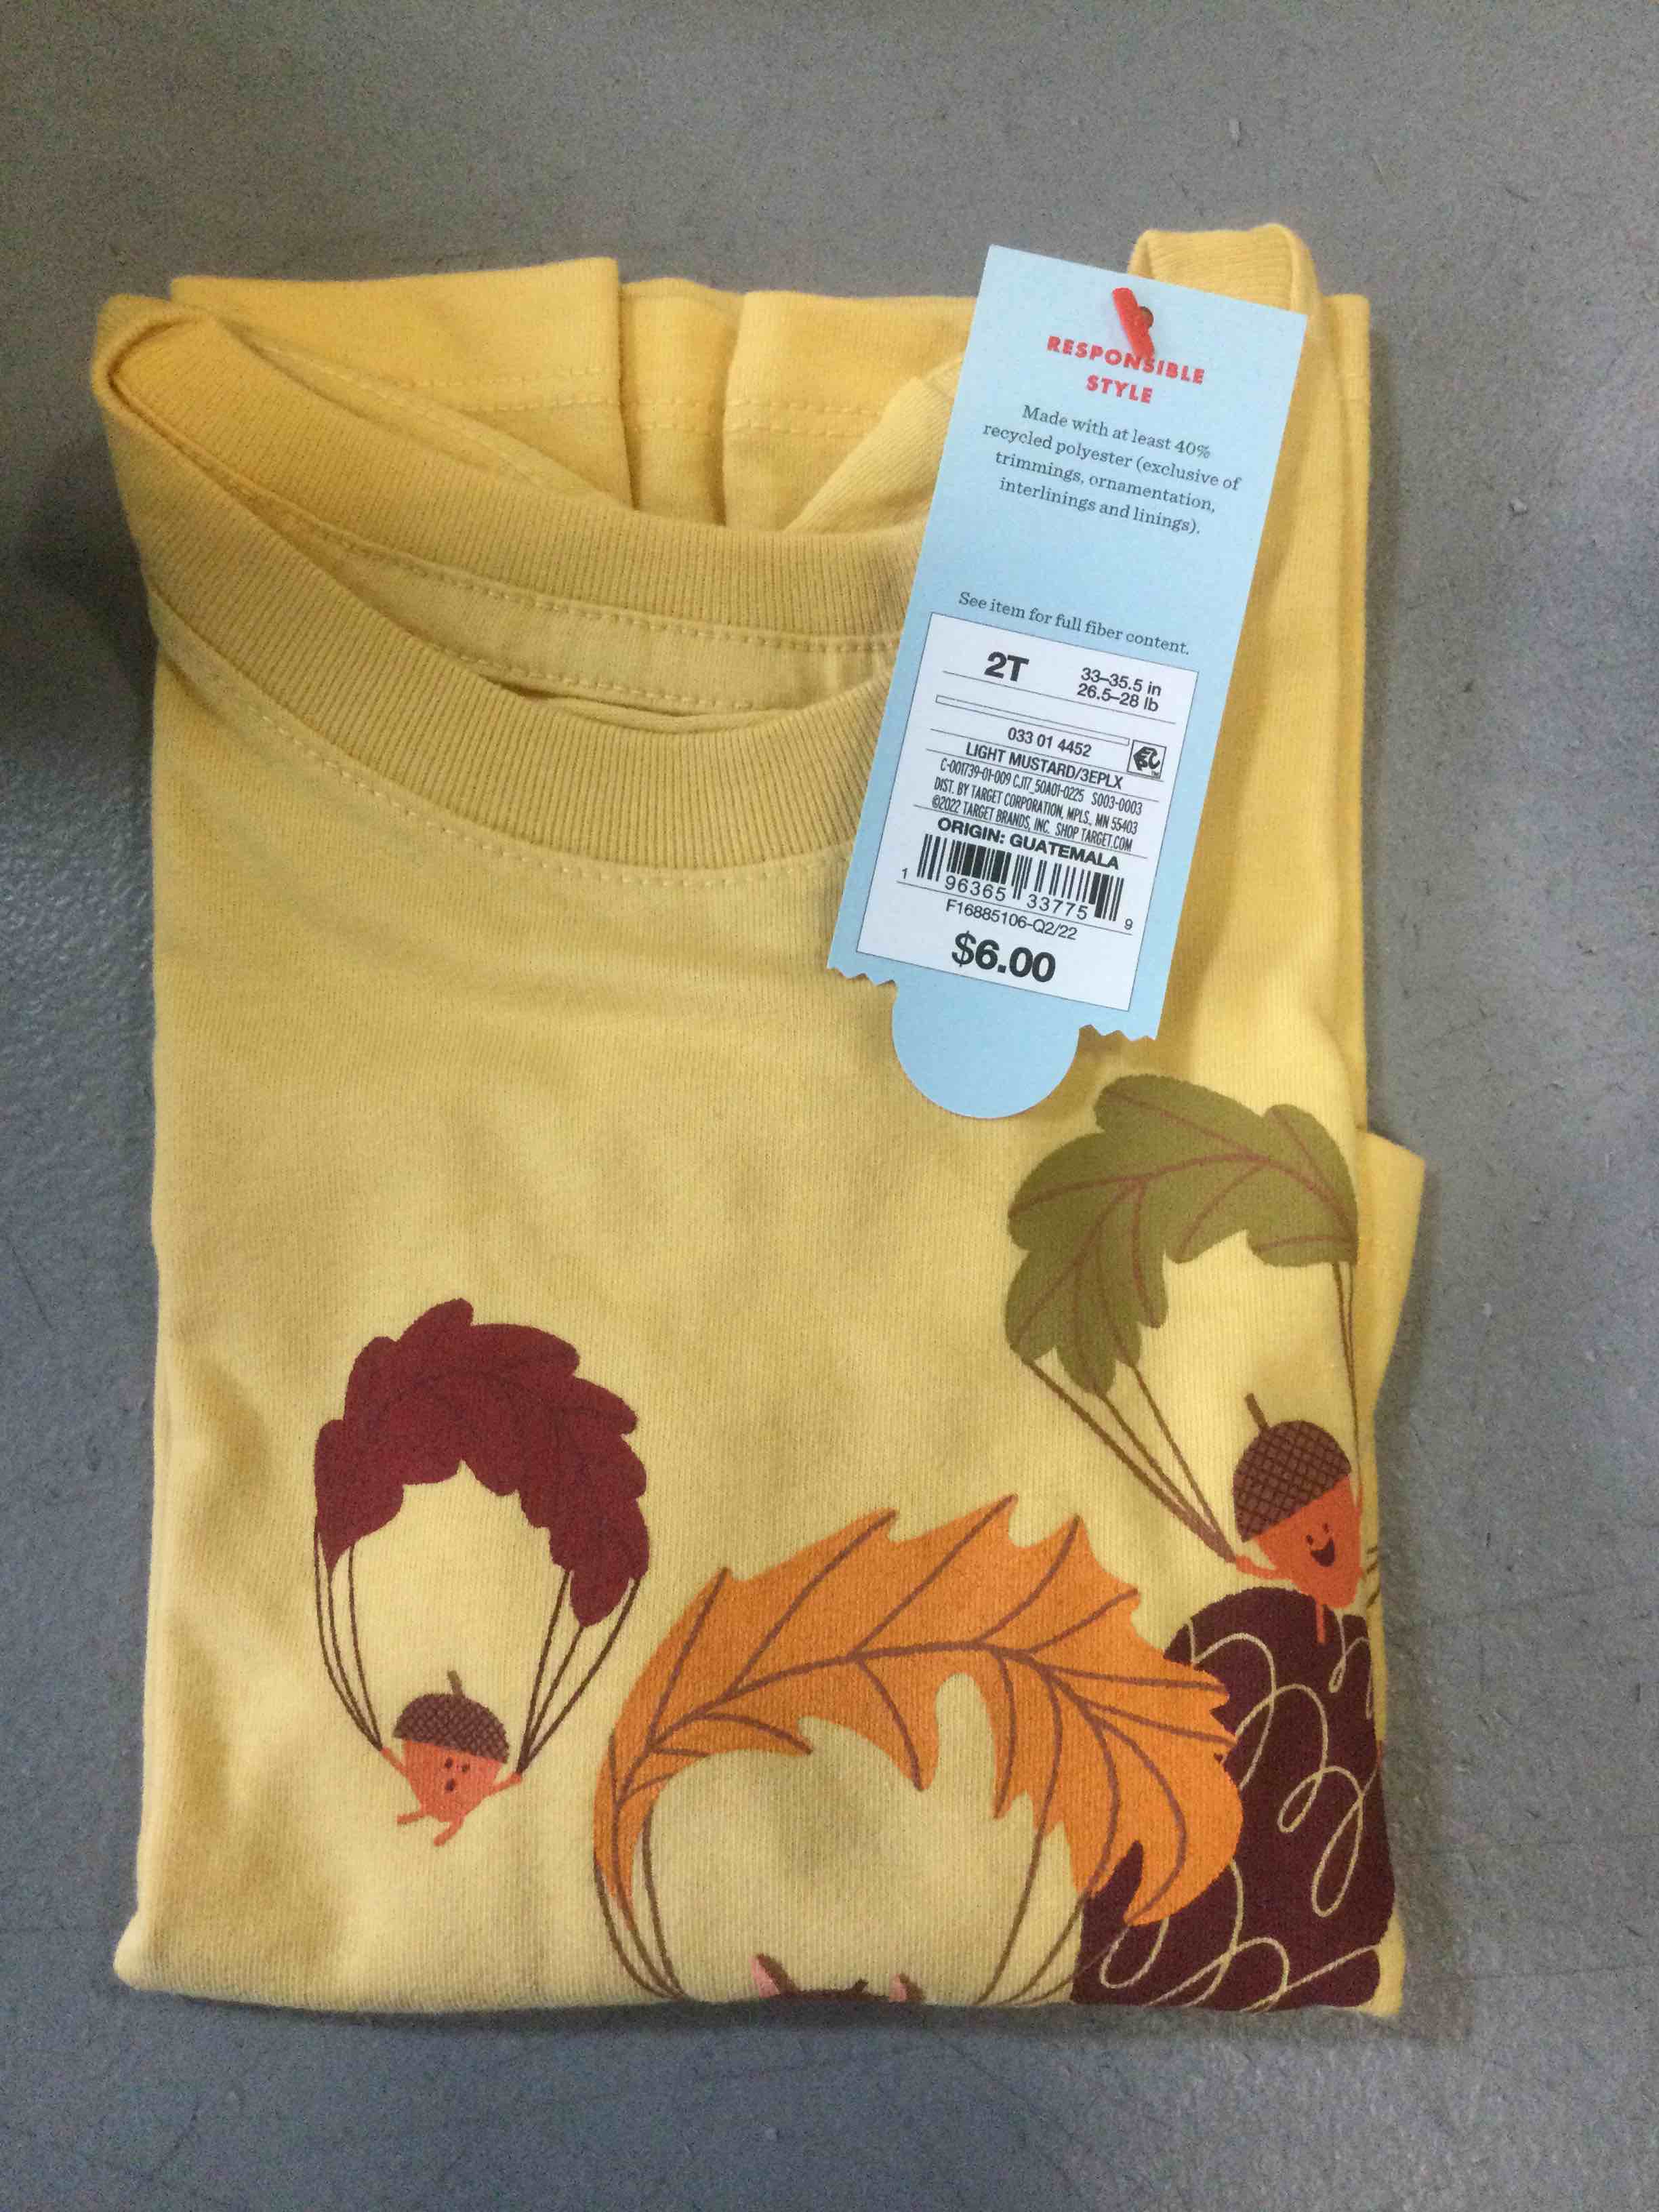 RESPONSIBLE
STYLE
Made with at least 40%
recycled polyester (exclusive of
trimmings, ornamentation,
interlinings and linings).
See item for full fiber content.
2T
33–35.5 in
26.5–28 lb
033 01 4452
LIGHT MUSTARD/3EPLX
C-001739-01-009 CJ17_50A01-0225 S003-0003
DIST. BY TARGET CORPORATION, MPLS, MN 55403
©2022 TARGET BRANDS, INC. SHOP TARGET.COM
ORIGIN: GUATEMALA
1 96365 33775 9
F16885106-Q2/22
$6.00